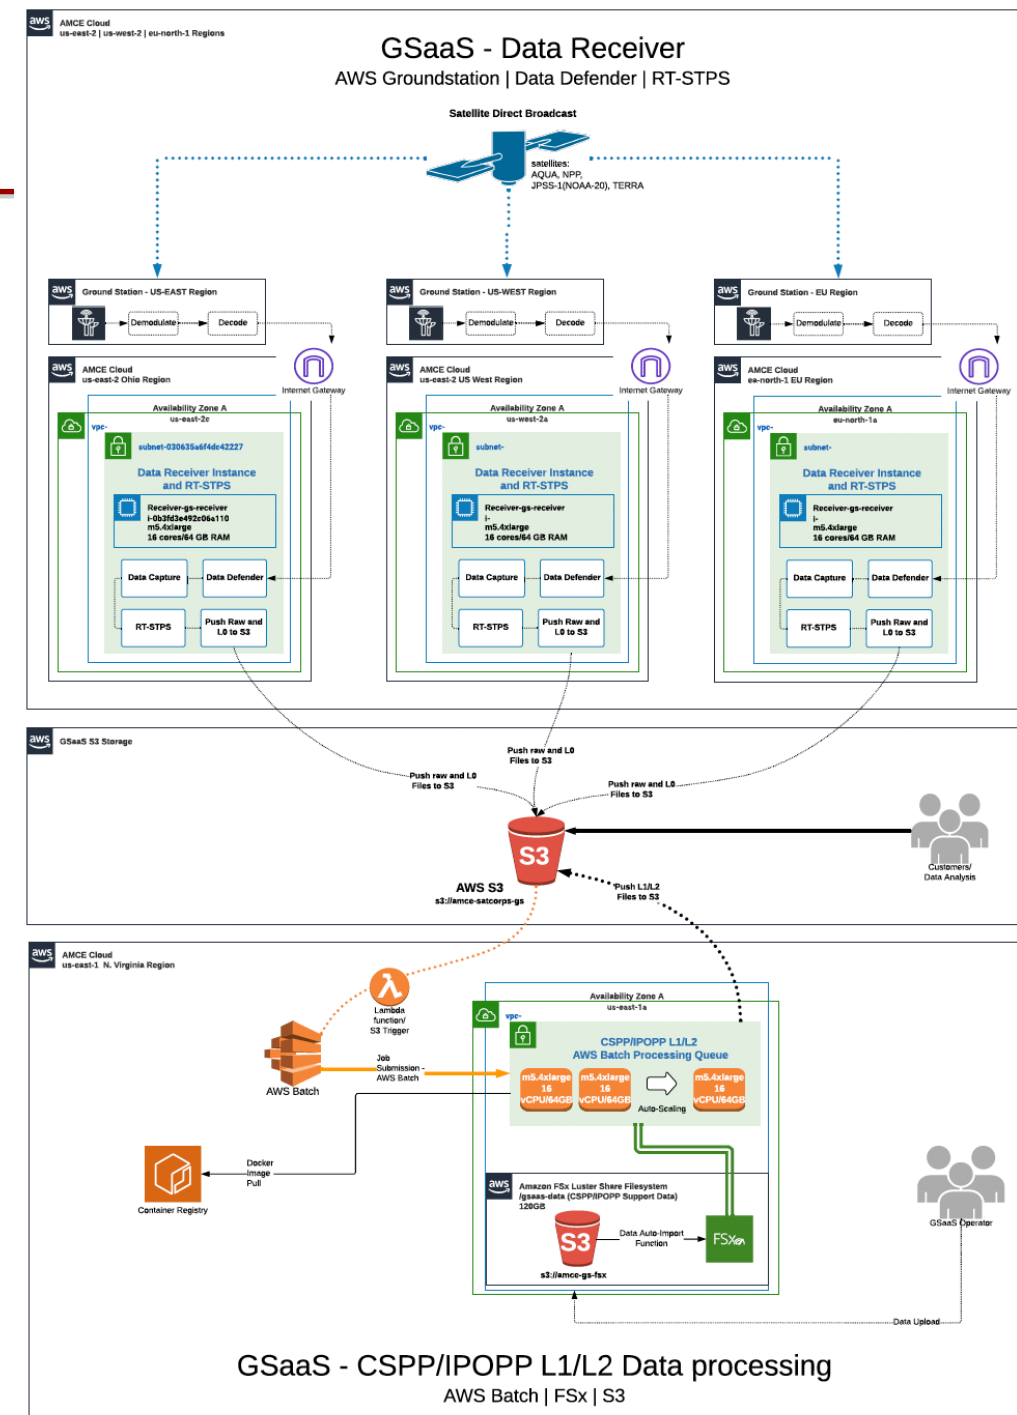 aws
AMCE Cloud
us-east-2 | us-west-2 | eu-north-1 Regions
GSaaS - Data Receiver
AWS Groundstation | Data Defender | RT-STPS
Satellite Direct Broadcast
satellites:
AQUA, NPP,
JPSS-1(NOAA-20), TERRA
aws
Ground Station - US-EAST Region
Demodulate
Decode
aws
Ground Station - US-WEST Region
Demodulate
Decode
aws
Ground Station - EU Region
Demodulate
Decode
aws
AMCE Cloud
us-east-2 Ohio Region
Internet Gateway
Availability Zone A
us-east-2c
vpc-
subnet-030635a6f4dc42227
Data Receiver Instance
and RT-STPS
Receiver-gs-receiver
i-0b3fd3e492c06a110
m5.4xlarge
16 cores/64 GB RAM
Data Capture
Data Defender
RT-STPS
Push Raw and
L0 to S3
aws
AMCE Cloud
us-east-2 US West Region
Internet Gateway
Availability Zone A
us-west-2a
vpc-
subnet-
Data Receiver Instance
and RT-STPS
Receiver-gs-receiver
i-
m5.4xlarge
16 cores/64 GB RAM
Data Capture
Data Defender
RT-STPS
Push Raw and
L0 to S3
aws
AMCE Cloud
ea-north-1 EU Region
Internet Gateway
Availability Zone A
eu-north-1a
vpc-
subnet-
Data Receiver Instance
and RT-STPS
Receiver-gs-receiver
i-
m5.4xlarge
16 cores/64 GB RAM
Data Capture
Data Defender
RT-STPS
Push Raw and
L0 to S3
aws
GSaaS S3 Storage
Push raw and L0
Files to S3
Push raw and L0
Files to S3
Push raw and L0
Files to S3
S3
AWS S3
s3://amce-satcorps-gs
Customers/
Data Analysis
Push L1/L2
Files to S3
aws
AMCE Cloud
us-east-1 N. Virginia Region
Lambda
function/
S3 Trigger
AWS Batch
Job
Submission -
AWS Batch
Availability Zone A
us-east-1a
vpc-
CSPP/IPOPP L1/L2
AWS Batch Processing Queue
m5.4xlarge
16
vCPU/64GB
m5.4xlarge
16
vCPU/64GB
Auto-Scaling
m5.4xlarge
16
vCPU/64GB
Docker
Image
Pull
Container Registry
aws
Amazon FSx Luster Share Filesystem
/gsaas-data (CSPP/IPOPP Support Data)
120GB
S3
Data Auto-Import
Function
FSx
s3://amce-gs-fsx
GSaaS Operator
Data Upload
GSaaS - CSPP/IPOPP L1/L2 Data processing
AWS Batch | FSx | S3